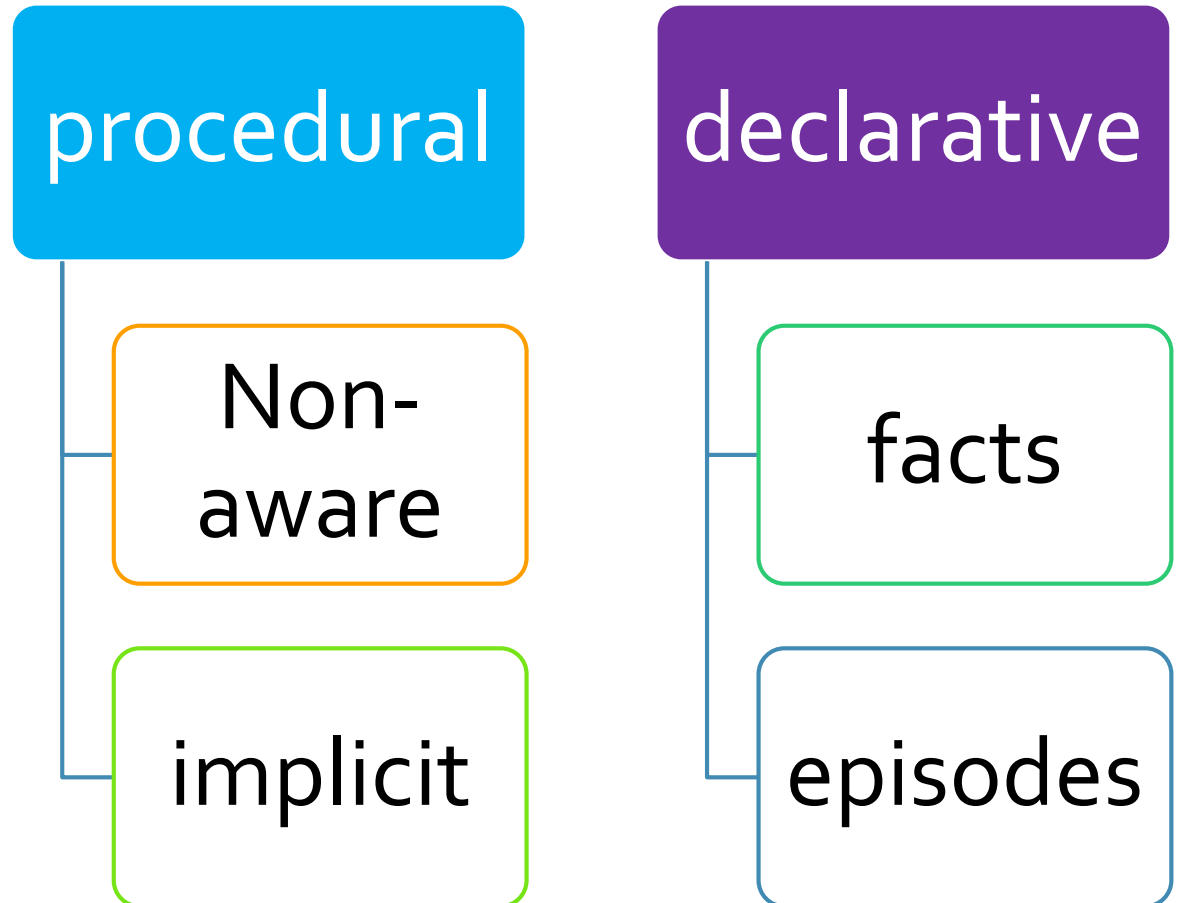 procedural
Non-
aware
implicit
declarative
facts
episodes